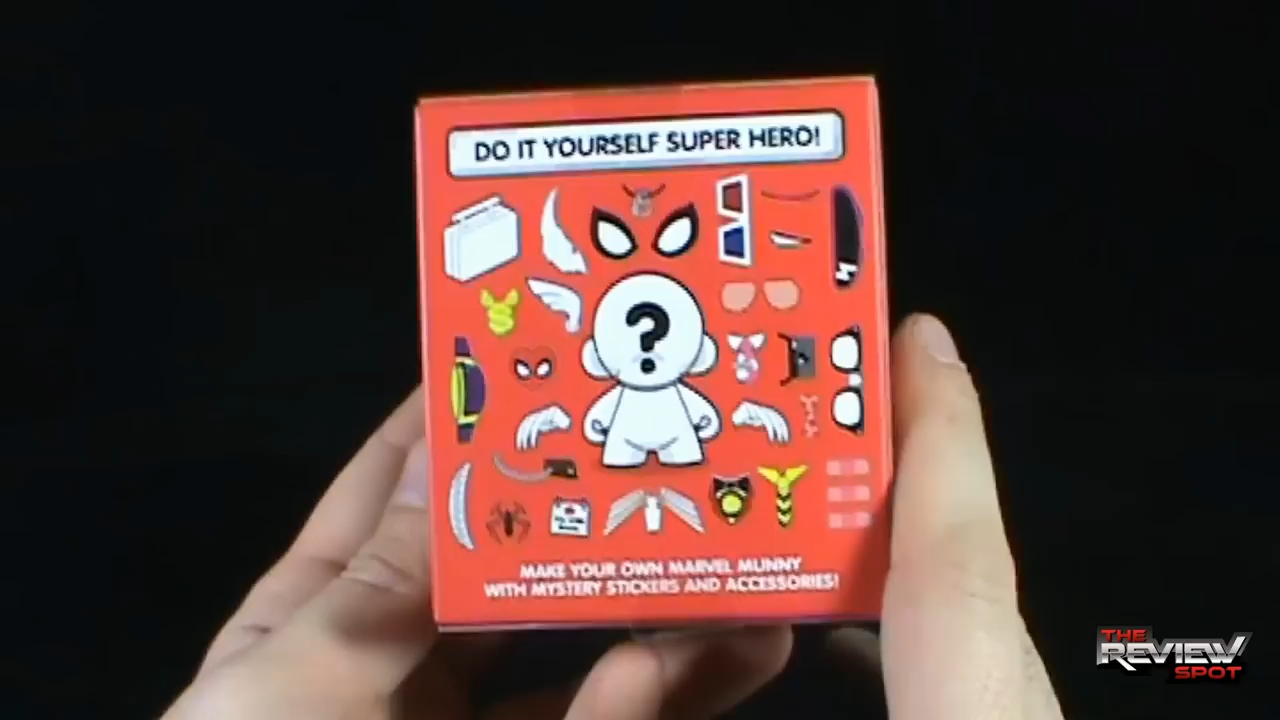 DO IT YOURSELF SUPER HERO!
?
MAKE YOUR OWN MARVEL MUNNY
WITH MYSTERY STICKERS AND ACCESSORIES!
THE
REVIEW
SPOT